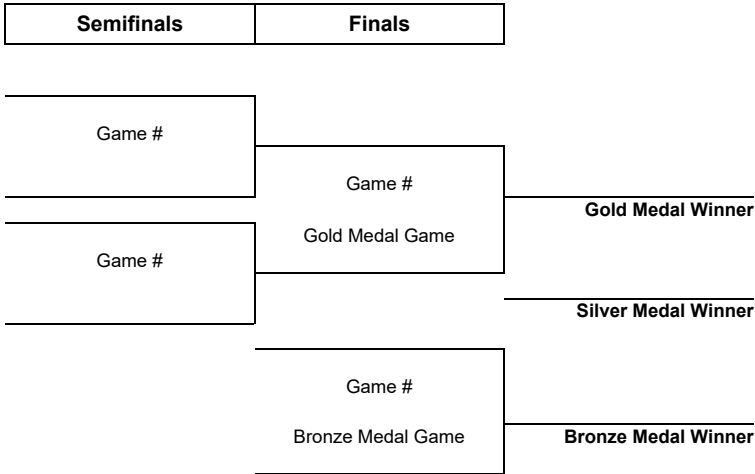 Semifinals Finals
Game #
Game #
Gold Medal Winner
Gold Medal Game
Game #
Silver Medal Winner
Game #
Bronze Medal Game Bronze Medal Winner